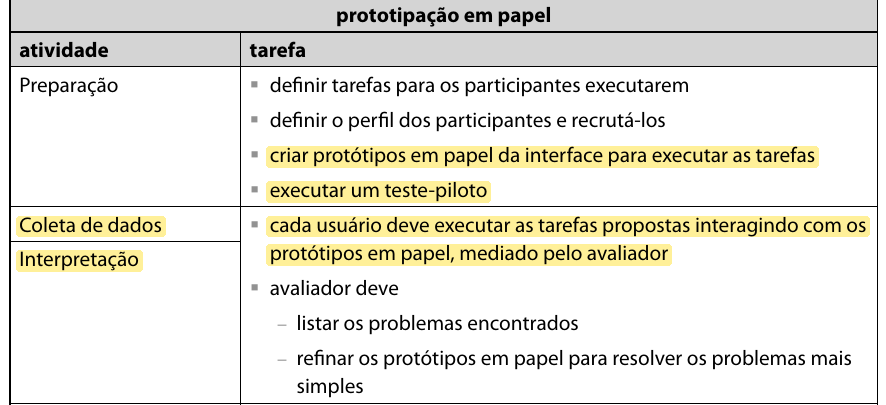 prototipação em papel
atividade
tarefa
Preparação
▪ definir tarefas para os participantes executarem
▪ definir o perfil dos participantes e recrutá-los
▪ criar protótipos em papel da interface para executar as tarefas
▪ executar um teste-piloto
Coleta de dados
Interpretação
▪ cada usuário deve executar as tarefas propostas interagindo com os
protótipos em papel, mediado pelo avaliador
▪ avaliador deve
– listar os problemas encontrados
– refinar os protótipos em papel para resolver os problemas mais
simples